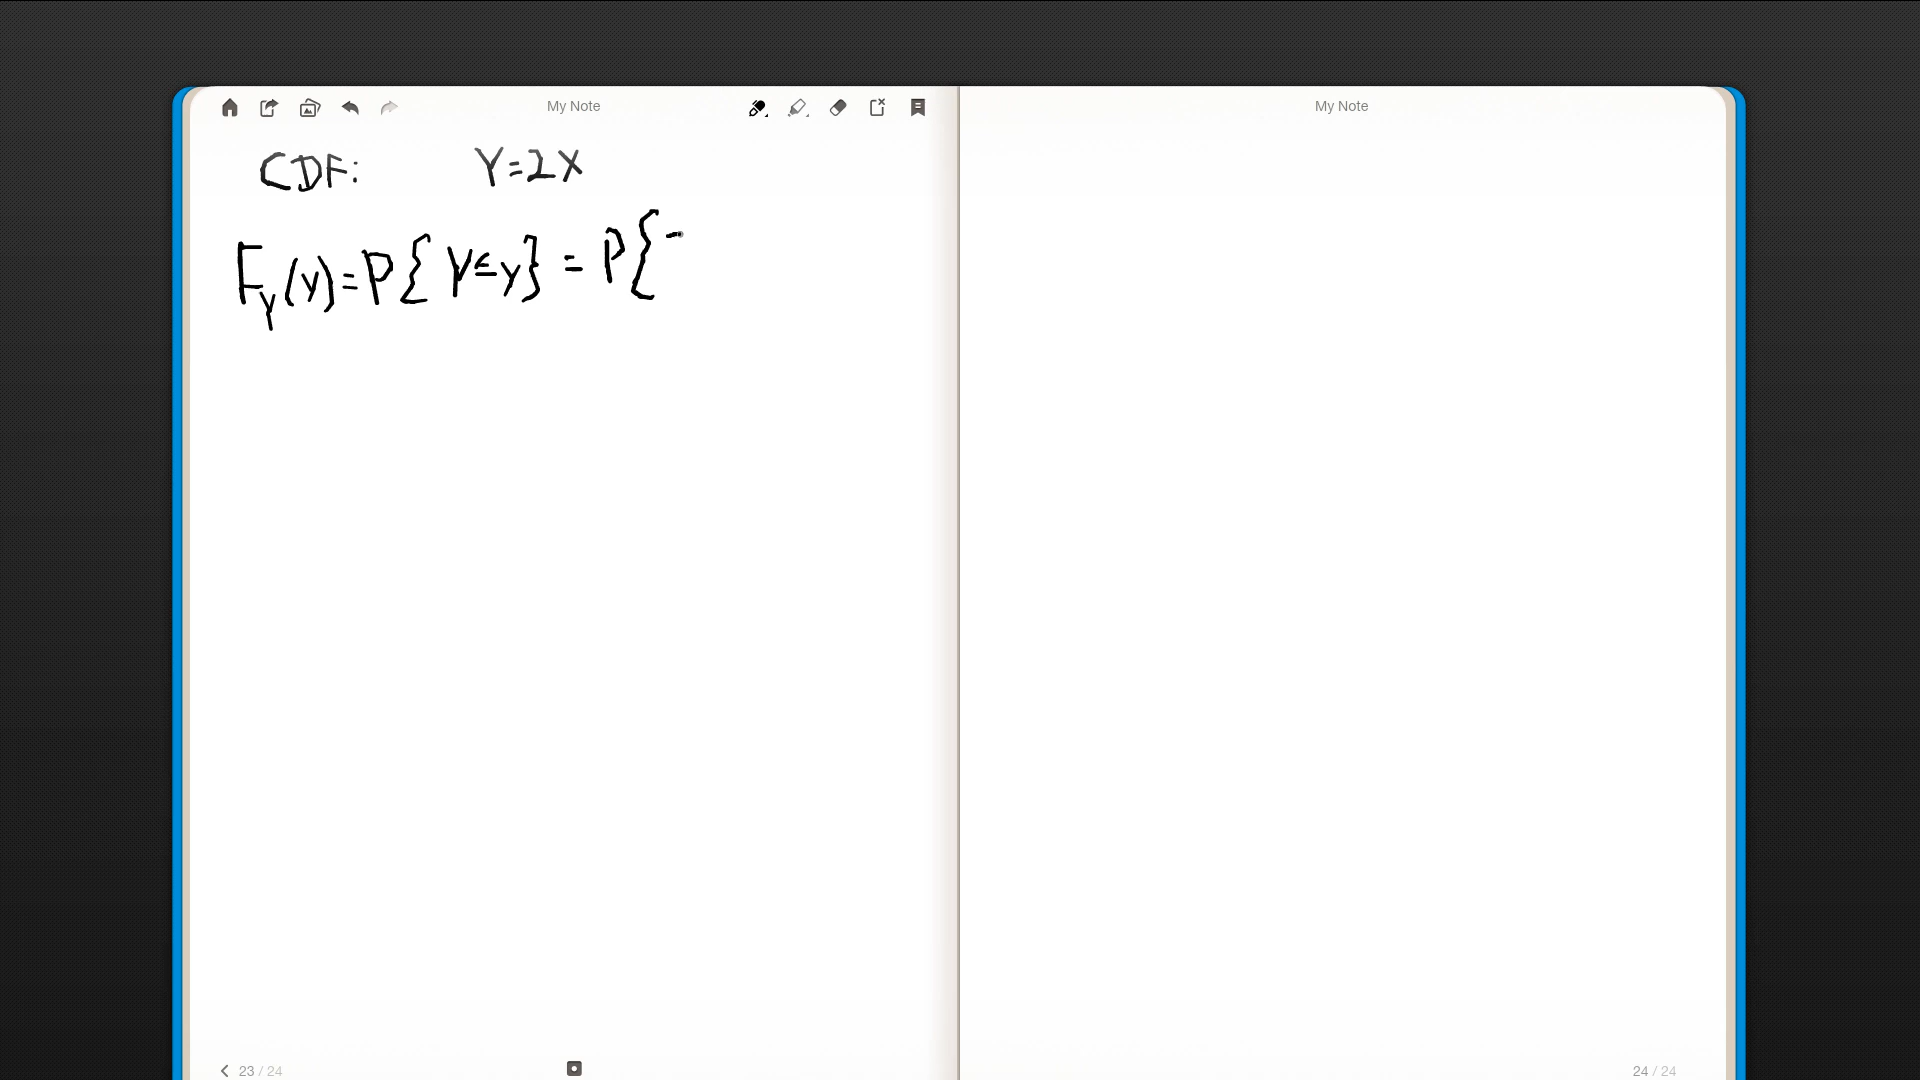 My Note
My Note
CDF: Y=2X
F_Y(y)=P{Y≤y}=P{
23 / 24
24 / 24